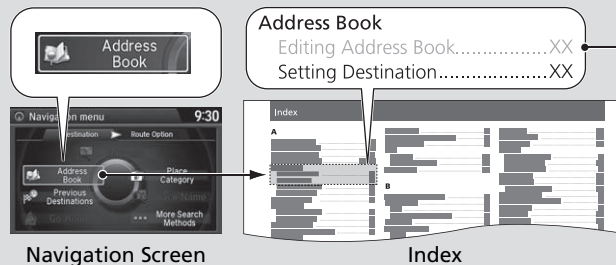 Address
Book
Address Book
Editing Address Book.................XX
Setting Destination.................XX
Navigation menu 9:30
Destination Route Option
Address
Book
Place
Category
Previous
Destinations
More Search
Methods
Index
A
B
Navigation Screen
Index